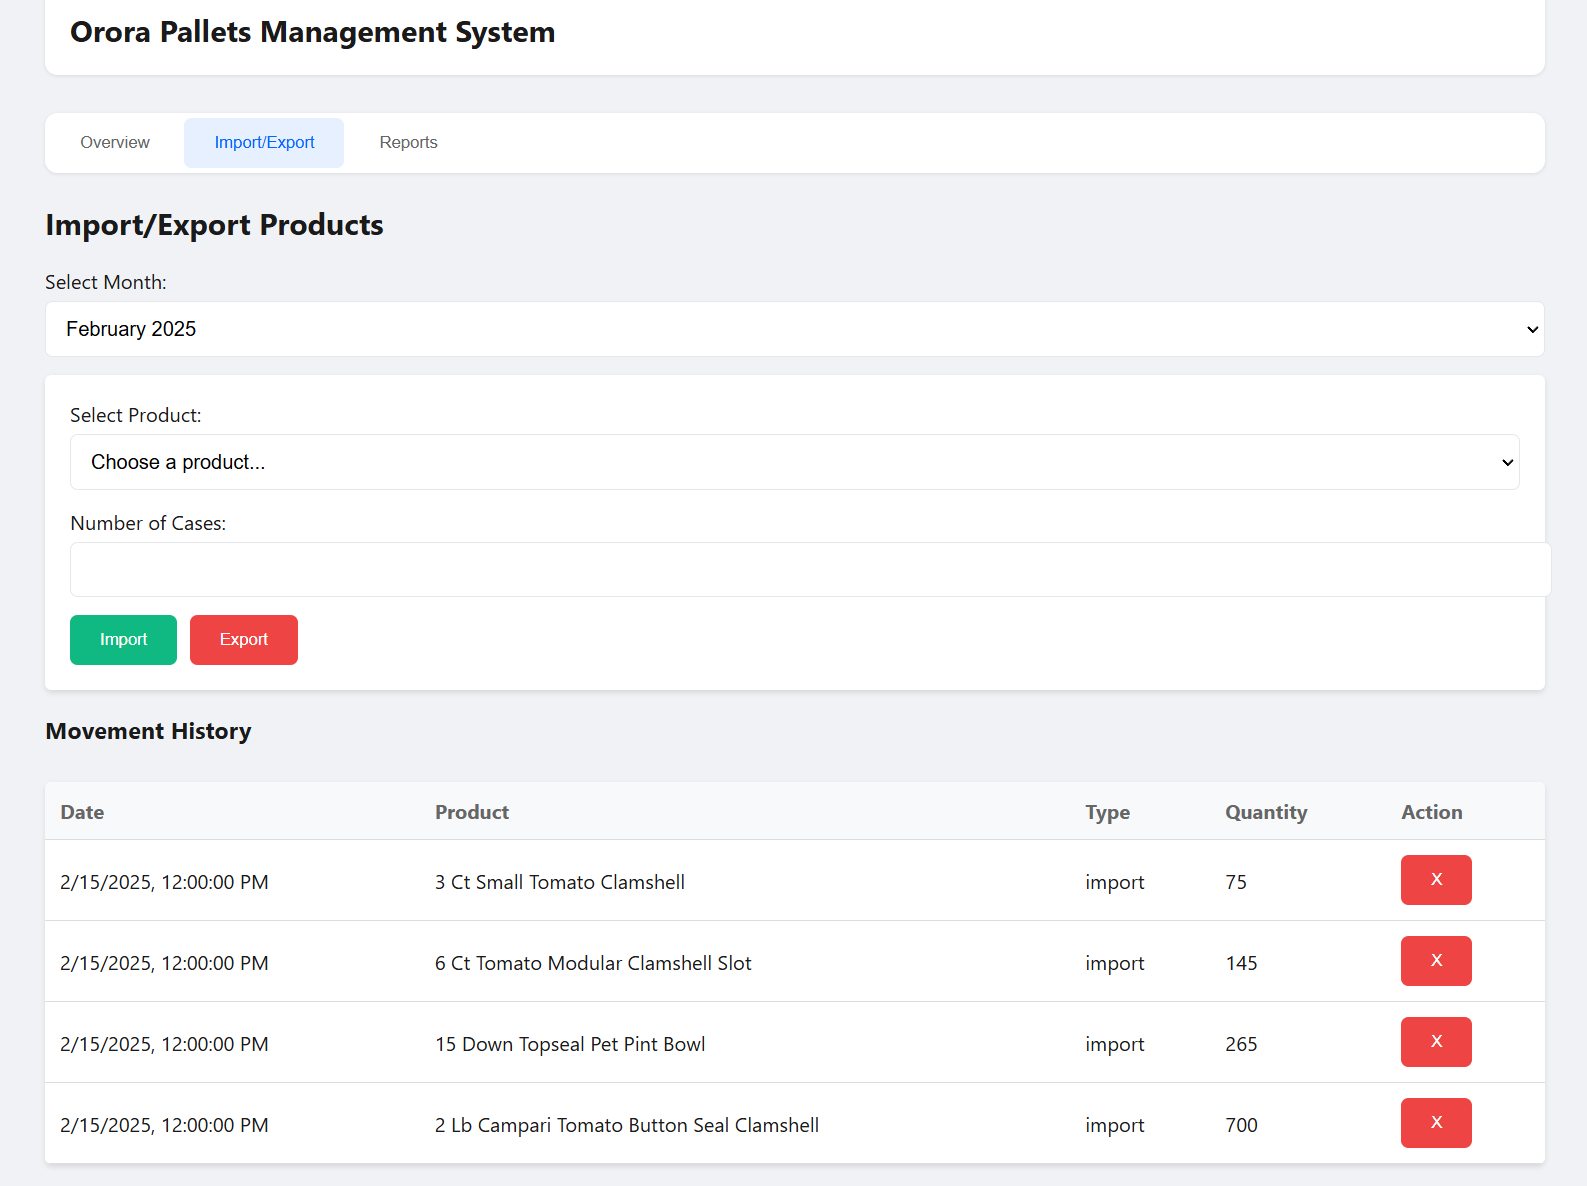 Orora Pallets Management System
Overview Import/Export Reports
Import/Export Products
Select Month:
February 2025
Select Product:
Choose a product...
Number of Cases:
Import Export
Movement History
Date Product Type Quantity Action
2/15/2025, 12:00:00 PM 3 Ct Small Tomato Clamshell import 75 X
2/15/2025, 12:00:00 PM 6 Ct Tomato Modular Clamshell Slot import 145 X
2/15/2025, 12:00:00 PM 15 Down Topseal Pet Pint Bowl import 265 X
2/15/2025, 12:00:00 PM 2 Lb Campari Tomato Button Seal Clamshell import 700 X